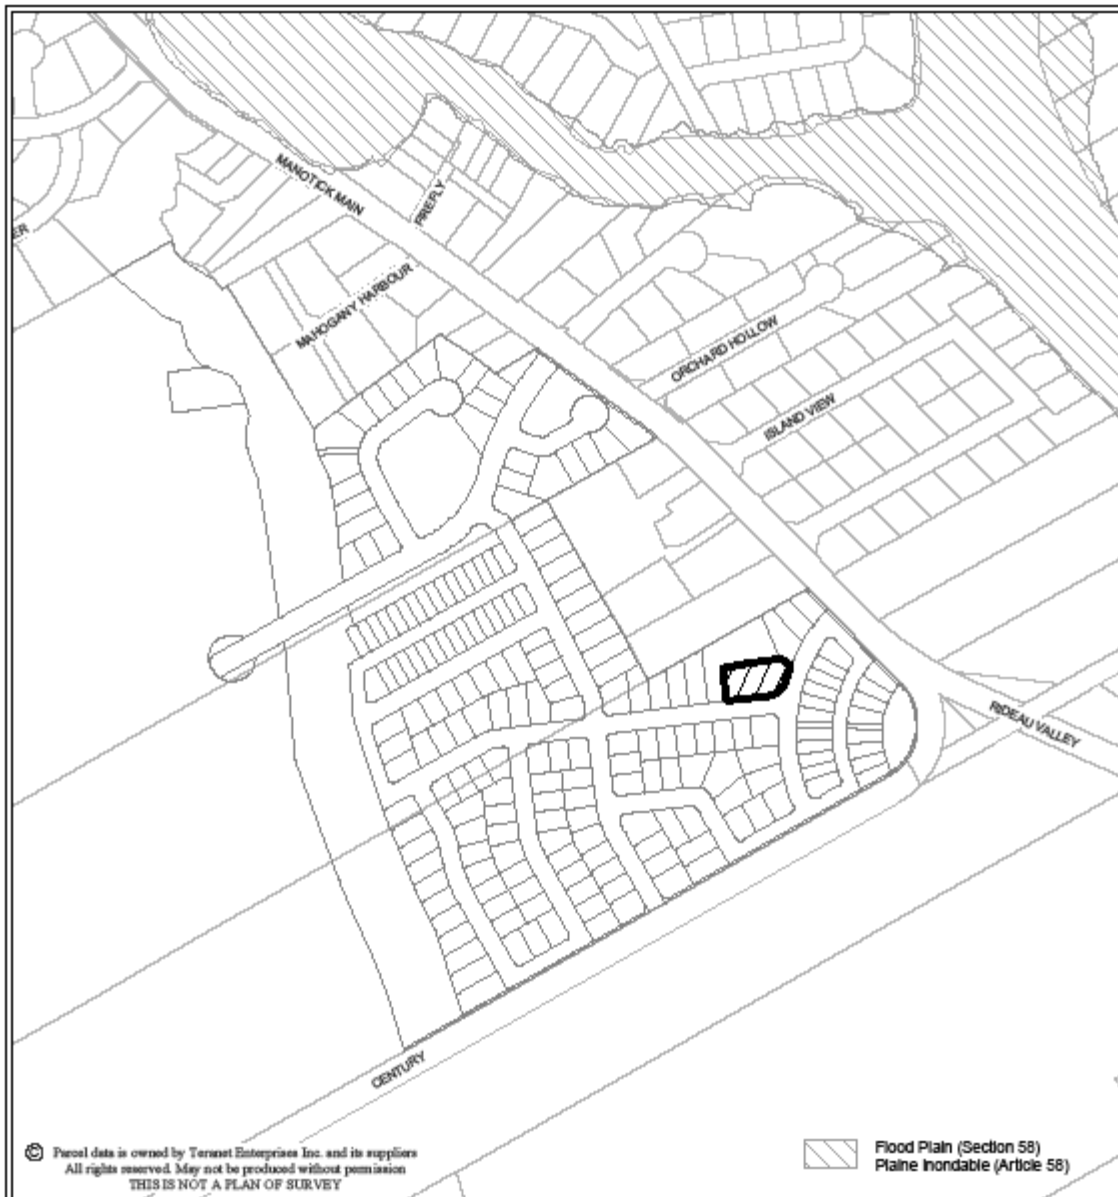 MANOTICK MAIN
FIREFLY
ER
MAHOGANY HARBOUR
ORCHARD HOLLOW
ISLAND VIEW
RIDEAU VALLEY
CENTURY
© Parcel data is owned by Teranet Enterprises Inc. and its suppliers
All rights reserved. May not be produced without permission
THIS IS NOT A PLAN OF SURVEY
Flood Plain (Section 58)
Plaine Inondable (Article 58)